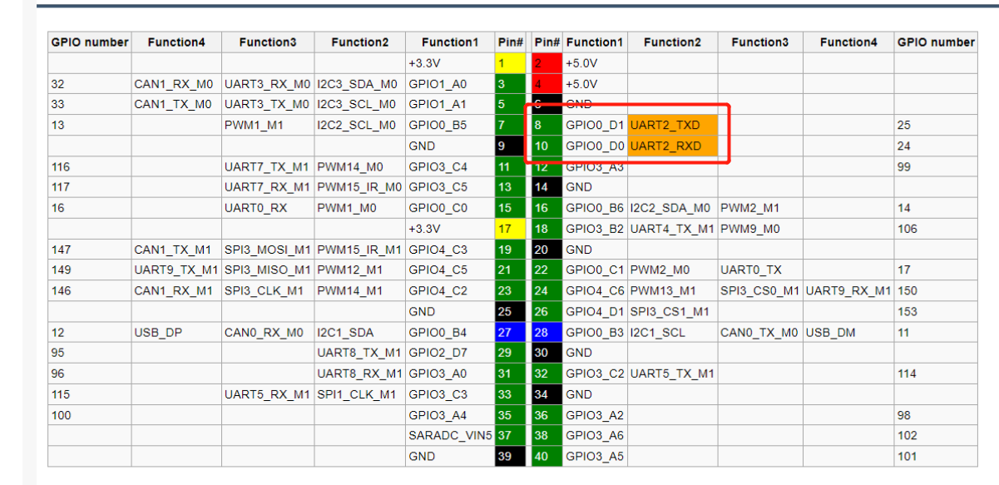 GPIO number Function4 Function3 Function2 Function1 Pin# Pin# Function1 Function2 Function3 Function4 GPIO number
+3.3V 1 2 +5.0V
32 CAN1_RX_M0 UART3_RX_M0 I2C3_SDA_M0 GPIO1_A0 3 4 +5.0V
33 CAN1_TX_M0 UART3_TX_M0 I2C3_SCL_M0 GPIO1_A1 5 6 GND
13 PWM1_M1 I2C2_SCL_M0 GPIO0_B5 7 8 GPIO0_D1 UART2_TXD 25
GND 9 10 GPIO0_D0 UART2_RXD 24
116 UART7_TX_M1 PWM14_M0 GPIO3_C4 11 12 GPIO3_A3 99
117 UART7_RX_M1 PWM15_IR_M0 GPIO3_C5 13 14 GND
16 UART0_RX PWM1_M0 GPIO0_C0 15 16 GPIO0_B6 I2C2_SDA_M0 PWM2_M1 14
+3.3V 17 18 GPIO3_B2 UART4_TX_M1 PWM9_M0 106
147 CAN1_TX_M1 SPI3_MOSI_M1 PWM15_IR_M1 GPIO4_C3 19 20 GND
149 UART9_TX_M1 SPI3_MISO_M1 PWM12_M1 GPIO4_C5 21 22 GPIO0_C1 PWM2_M0 UART0_TX 17
146 CAN1_RX_M1 SPI3_CLK_M1 PWM14_M1 GPIO4_C2 23 24 GPIO4_C6 PWM13_M1 SPI3_CS0_M1 UART9_RX_M1 150
GND 25 26 GPIO4_D1 SPI3_CS1_M1 153
12 USB_DP CAN0_RX_M0 I2C1_SDA GPIO0_B4 27 28 GPIO0_B3 I2C1_SCL CAN0_TX_M0 USB_DM 11
95 UART8_TX_M1 GPIO2_D7 29 30 GND
96 UART8_RX_M1 GPIO3_A0 31 32 GPIO3_C2 UART5_TX_M1 114
115 UART5_RX_M1 SPI1_CLK_M1 GPIO3_C3 33 34 GND
100 GPIO3_A4 35 36 GPIO3_A2 98
SARADC_VIN5 37 38 GPIO3_A6 102
GND 39 40 GPIO3_A5 101